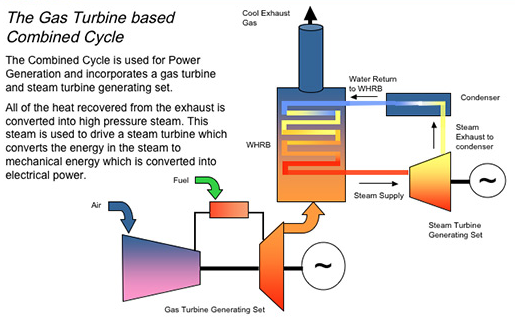 The Gas Turbine based
Combined Cycle
The Combined Cycle is used for Power
Generation and incorporates a gas turbine
and steam turbine generating set.
All of the heat recovered from the exhaust is
converted into high pressure steam. This
steam is used to drive a steam turbine which
converts the energy in the steam to
mechanical energy which is converted into
electrical power.
Cool Exhaust
Gas
Water Return
to WHRB
Condenser
Steam
Exhaust to
condenser
WHRB
Steam Supply
~
Steam Turbine
Generating Set
Fuel
Air
~
Gas Turbine Generating Set